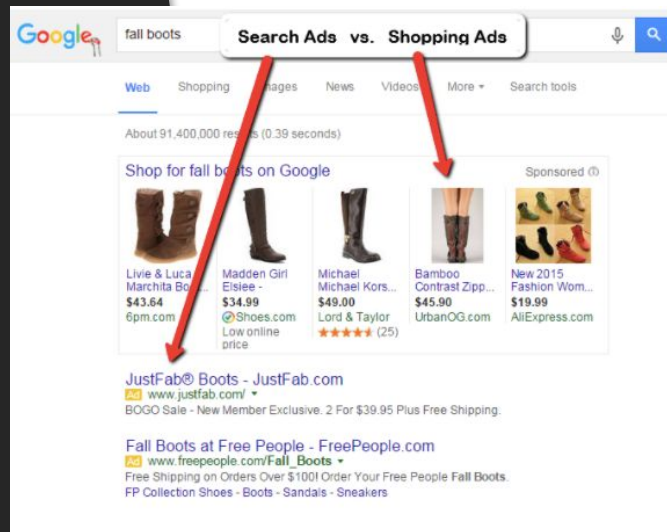 Google
fall boots
Search Ads vs. Shopping Ads
Web Shopping Images News Videos More Search tools
About 91,400,000 results (0.39 seconds)
Shop for fall boots on Google
Sponsored
Livie & Luca
Marchita Bo...
$43.64
6pm.com
Madden Girl
Elsiee -
$34.99
Shoes.com
Low online
price
Michael
Michael Kors...
$49.00
Lord & Taylor
(25)
Bamboo
Contrast Zipp...
$45.90
UrbanOG.com
New 2015
Fashion Wom...
$19.99
AliExpress.com
JustFab® Boots - JustFab.com
Ad www.justfab.com/
BOGO Sale - New Member Exclusive. 2 For $39.95 Plus Free Shipping.
Fall Boots at Free People - FreePeople.com
Ad www.freepeople.com/Fall_Boots
Free Shipping on Orders Over $100! Order Your Free People Fall Boots.
FP Collection Shoes - Boots - Sandals - Sneakers